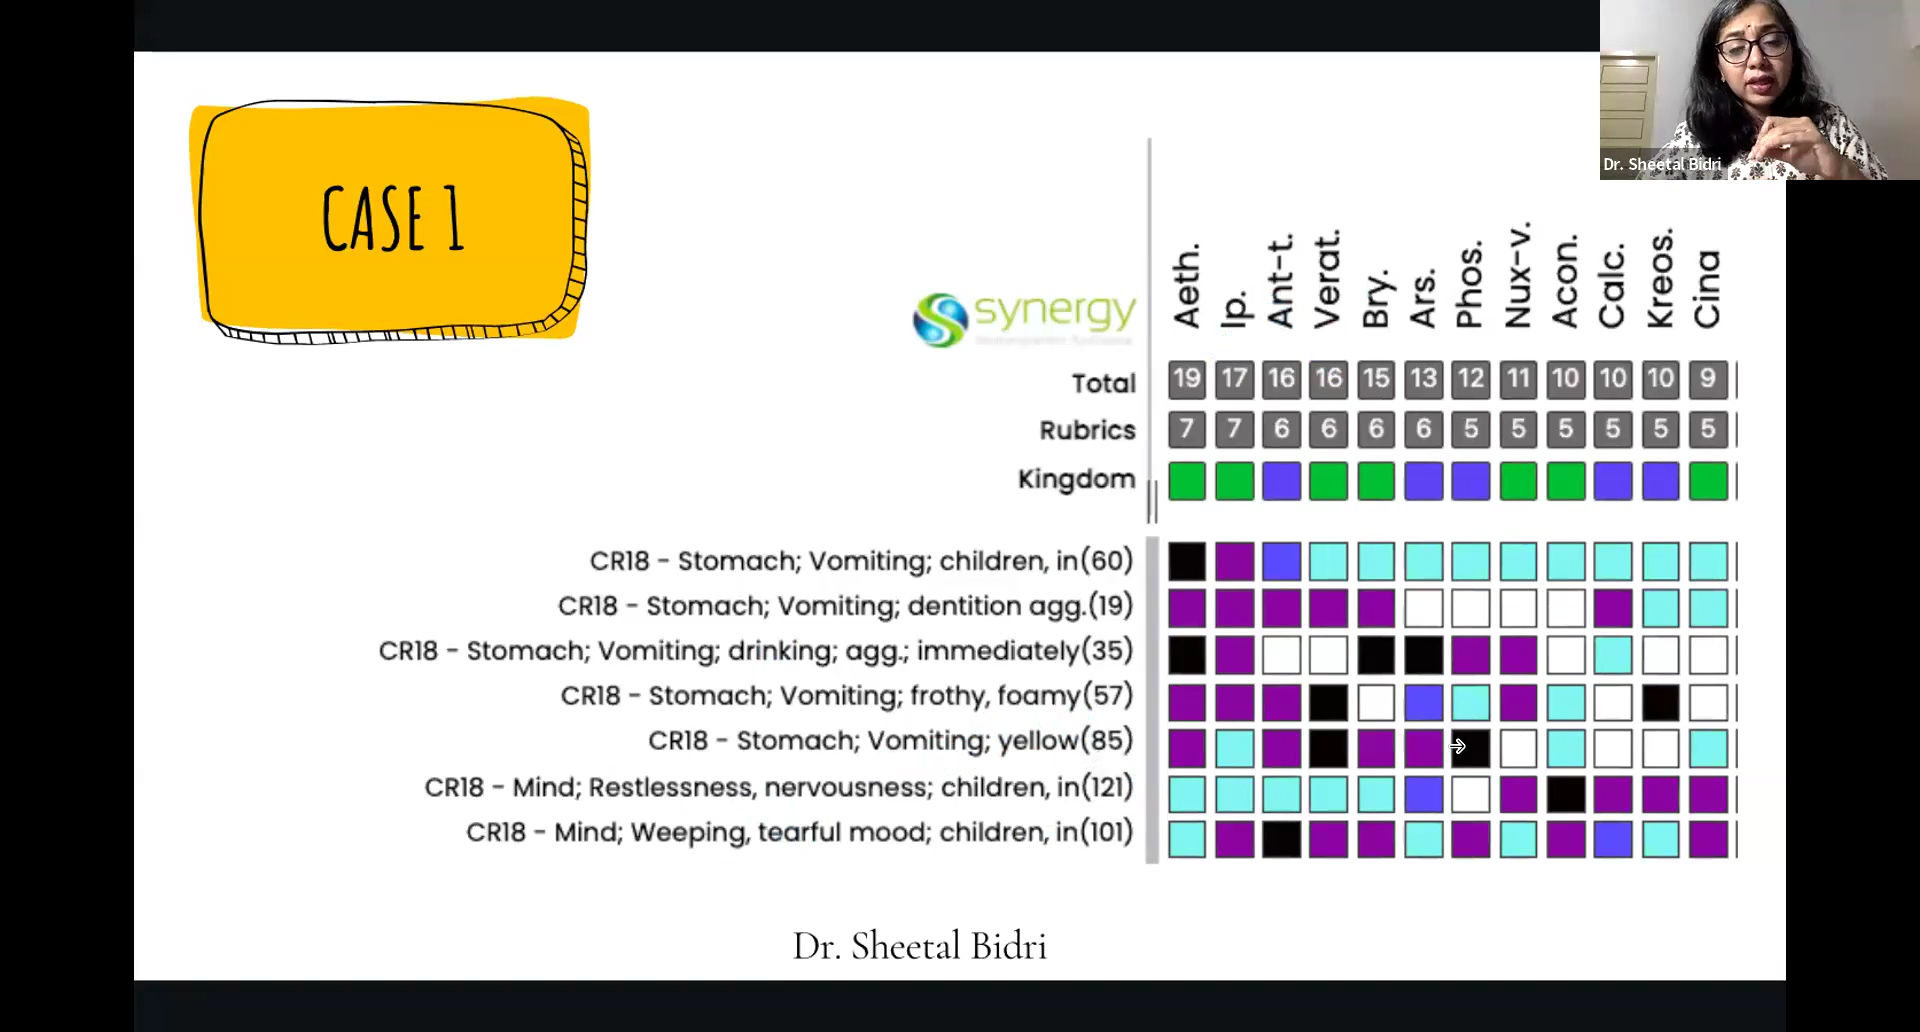 Dr. Sheetal Bidri
CASE 1
Aeth. Ip. Ant-t. Verat. Bry. Ars. Phos. Nux-v. Acon. Calc. Kreos. Cina
synergy
Total 19 17 16 16 15 13 12 11 10 10 10 9
Rubrics 7 7 6 6 6 6 5 5 5 5 5 5
Kingdom
CR18 - Stomach; Vomiting; children, in(60)
CR18 - Stomach; Vomiting; dentition agg.(19)
CR18 - Stomach; Vomiting; drinking; agg.; immediately(35)
CR18 - Stomach; Vomiting; frothy, foamy(57)
CR18 - Stomach; Vomiting; yellow(85)
CR18 - Mind; Restlessness, nervousness; children, in(121)
CR18 - Mind; Weeping, tearful mood; children, in(101)
Dr. Sheetal Bidri